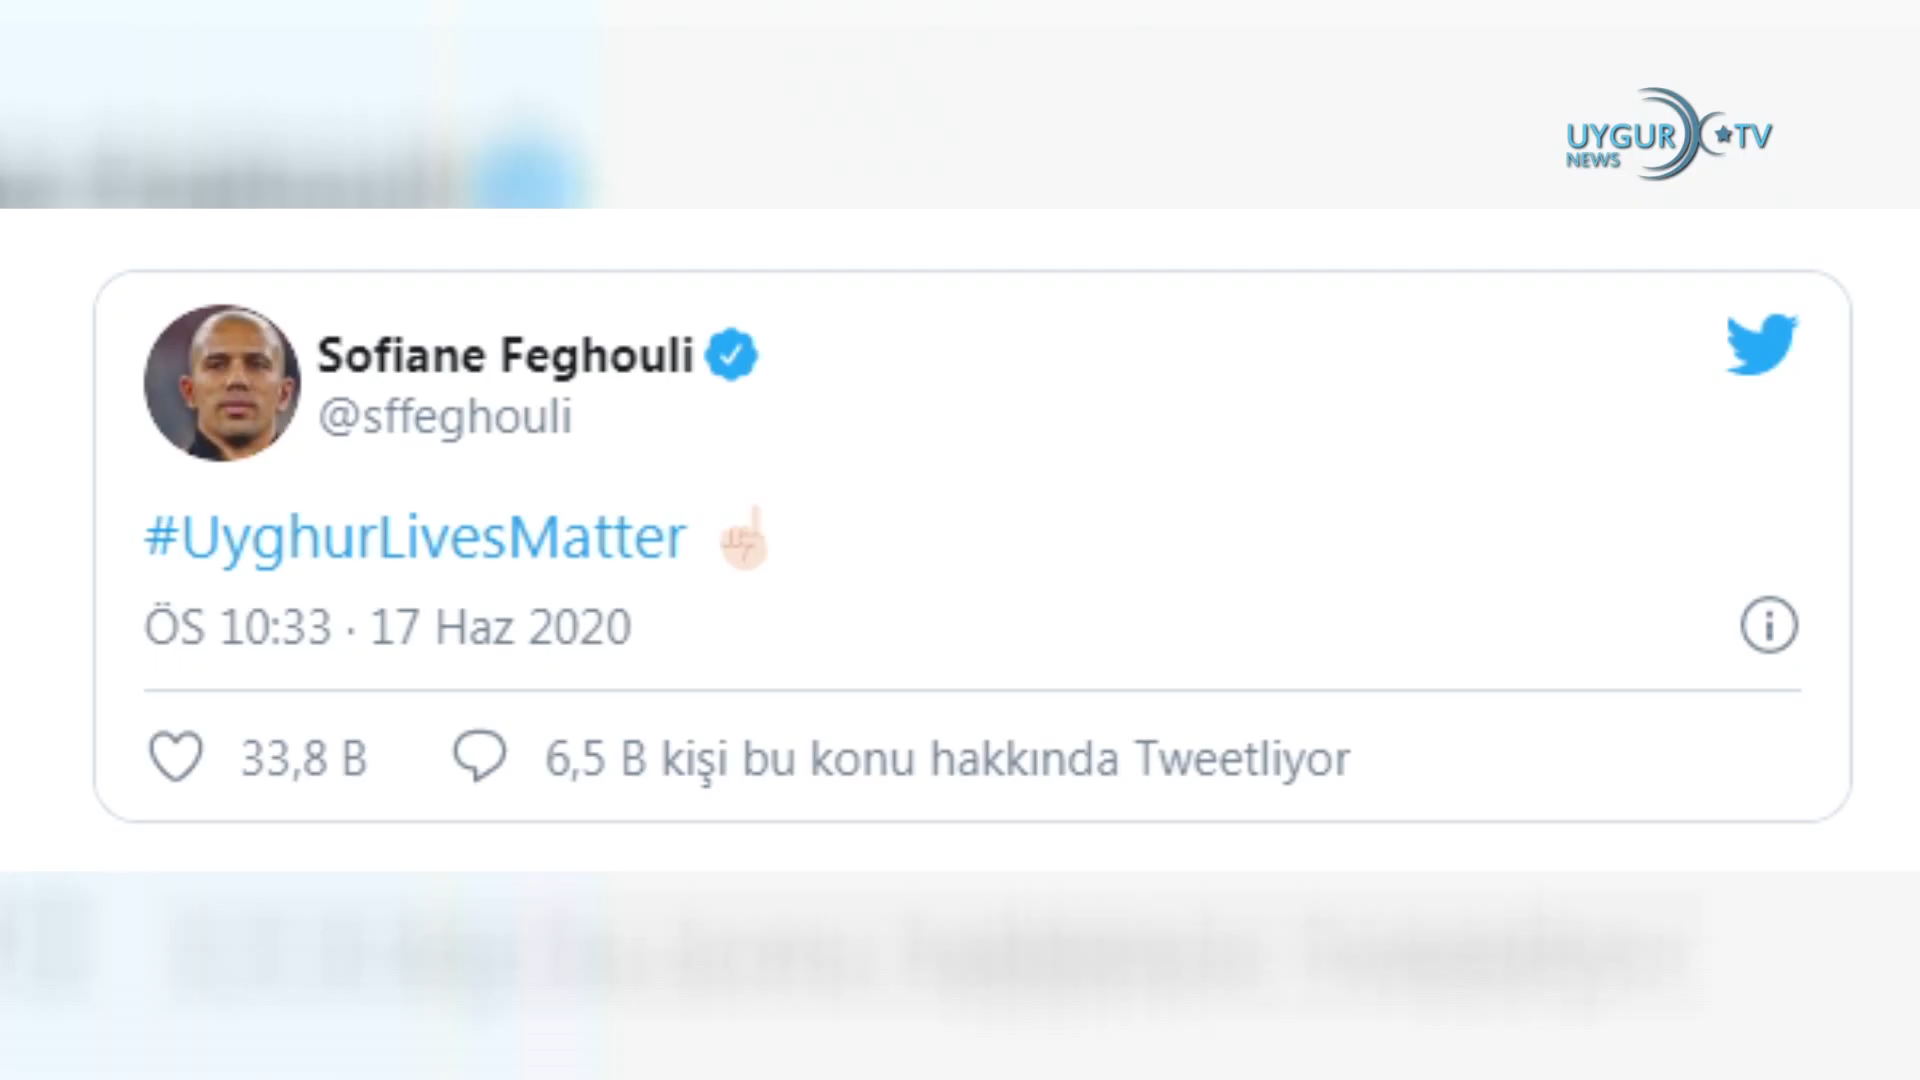 UYGUR TV
NEWS
Sofiane Feghouli
@sffeghouli
#UyghurLivesMatter ☝🏻
ÖS 10:33 · 17 Haz 2020
33,8 B
6,5 B kişi bu konu hakkında Tweetliyor